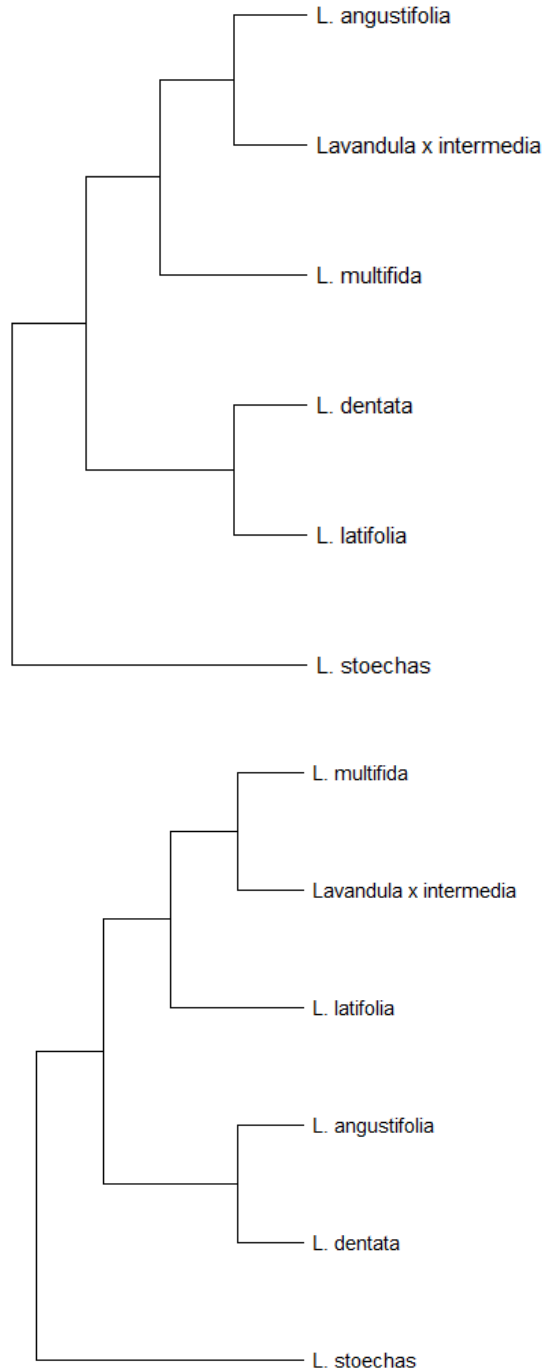 L. angustifolia
Lavandula x intermedia
L. multifida
L. dentata
L. latifolia
L. stoechas
L. multifida
Lavandula x intermedia
L. latifolia
L. angustifolia
L. dentata
L. stoechas